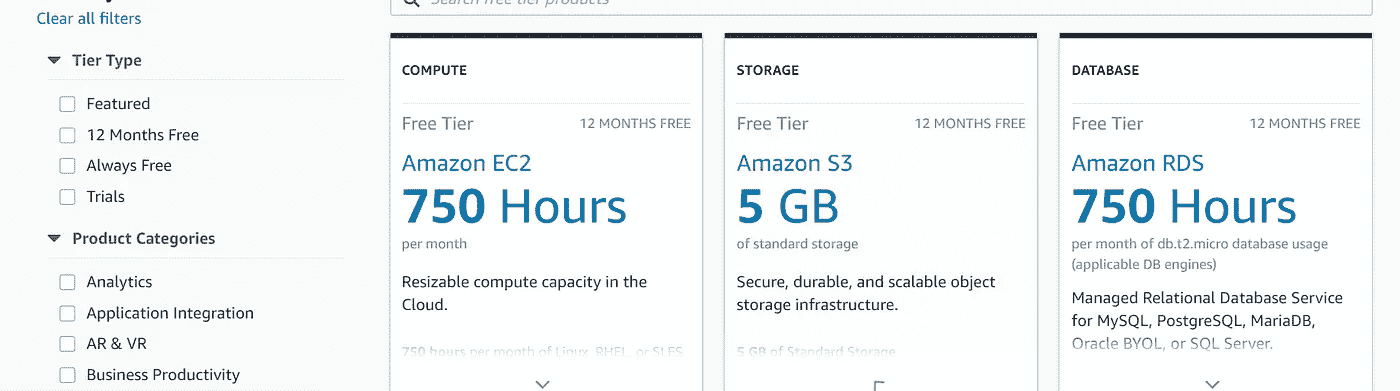 Search free tier products
Clear all filters
Tier Type
Featured
12 Months Free
Always Free
Trials
Product Categories
Analytics
Application Integration
AR & VR
Business Productivity
COMPUTE
Free Tier 12 MONTHS FREE
Amazon EC2
750 Hours
per month
Resizable compute capacity in the
Cloud.
750 hours per month of Linux, RHEL, or SLES
STORAGE
Free Tier 12 MONTHS FREE
Amazon S3
5 GB
of standard storage
Secure, durable, and scalable object
storage infrastructure.
5 GB of Standard Storage
DATABASE
Free Tier 12 MONTHS FREE
Amazon RDS
750 Hours
per month of db.t2.micro database usage
(applicable DB engines)
Managed Relational Database Service
for MySQL, PostgreSQL, MariaDB,
Oracle BYOL, or SQL Server.